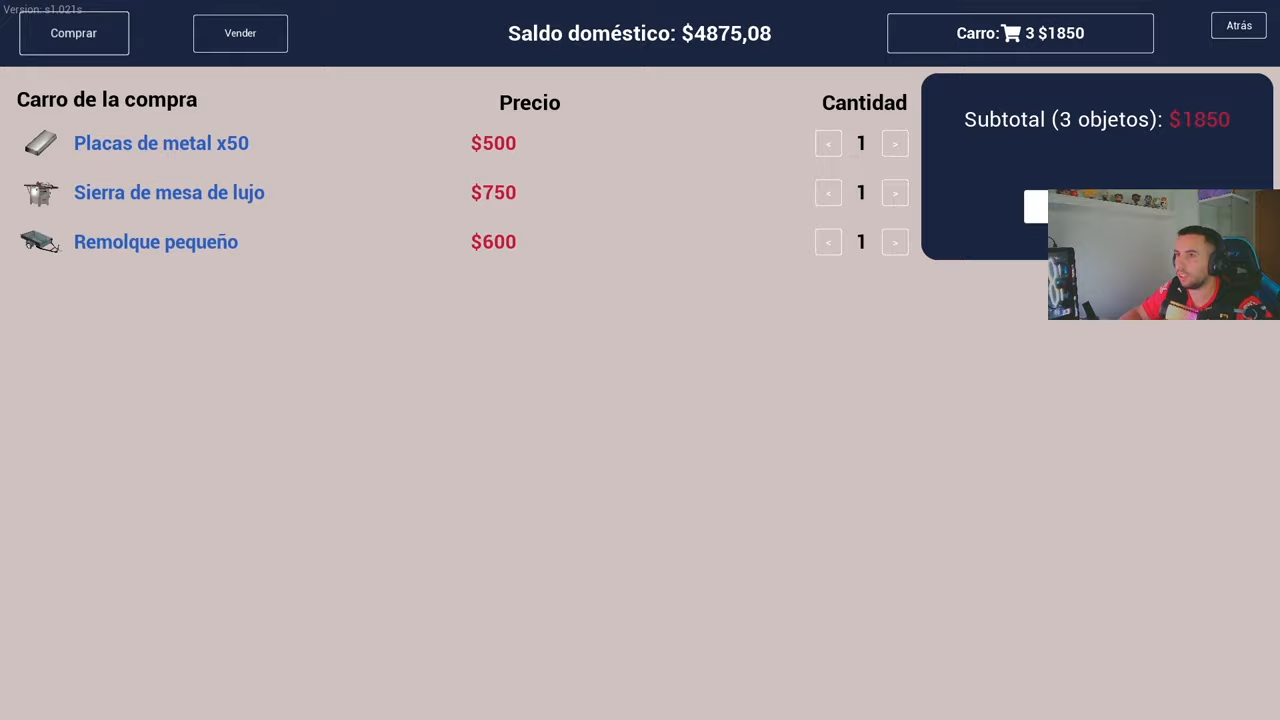 Version: s1.021s
Comprar
Vender
Saldo doméstico: $4875,08
Carro: 3 $1850
Atrás
Carro de la compra
Precio
Cantidad
Placas de metal x50
$500
< 1 >
Sierra de mesa de lujo
$750
< 1 >
Remolque pequeño
$600
< 1 >
Subtotal (3 objetos): $1850